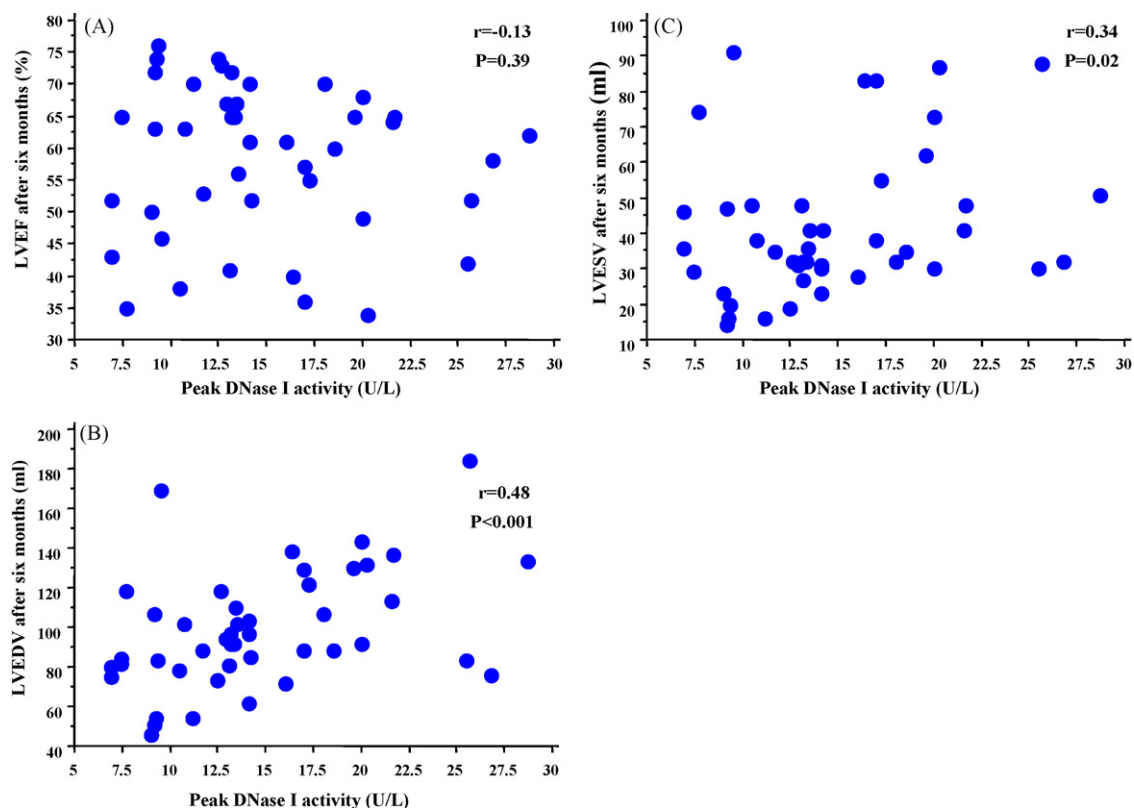 (A)
r=-0.13
P=0.39
LVEF after six months (%)
80
75
70
65
60
55
50
45
40
35
30
5 7.5 10 12.5 15 17.5 20 22.5 25 27.5 30
Peak DNase I activity (U/L)
(C)
r=0.34
P=0.02
LVESV after six months (ml)
100
90
80
70
60
50
40
30
20
10
5 7.5 10 12.5 15 17.5 20 22.5 25 27.5 30
Peak DNase I activity (U/L)
(B)
r=0.48
P<0.001
LVEDV after six months (ml)
200
180
160
140
120
100
80
60
40
5 7.5 10 12.5 15 17.5 20 22.5 25 27.5 30
Peak DNase I activity (U/L)